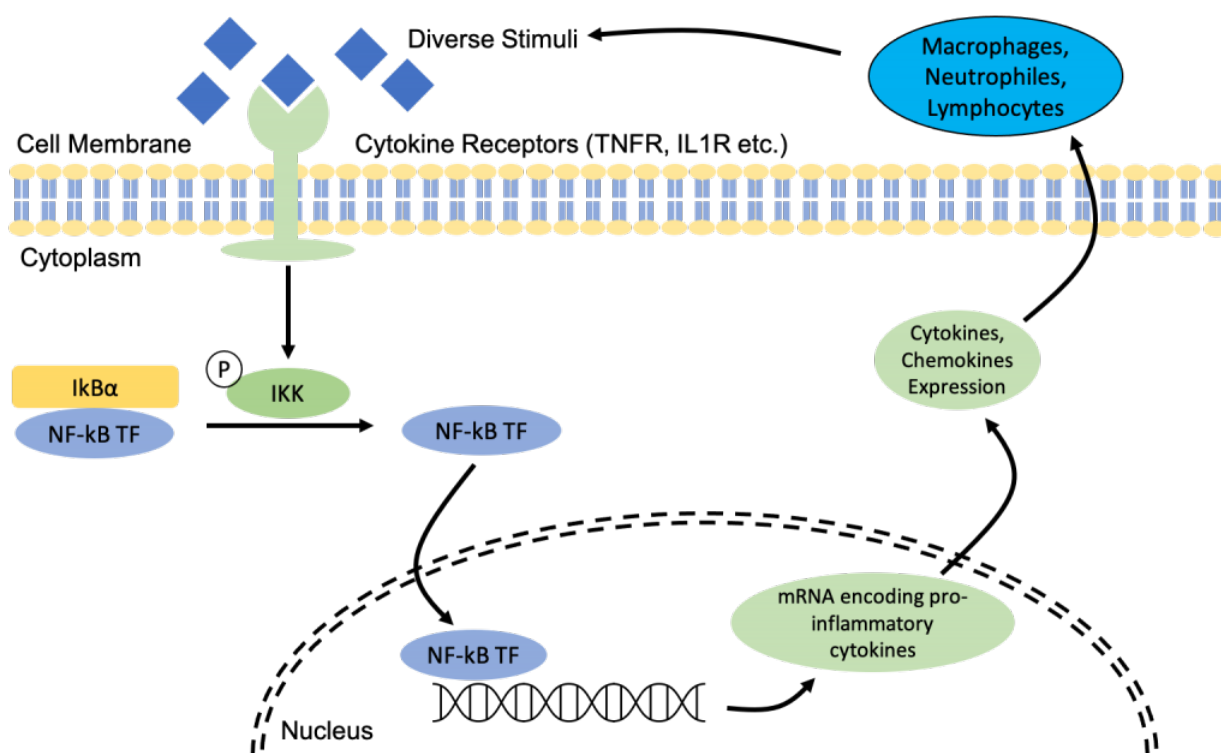 Diverse Stimuli
Macrophages,
Neutrophiles,
Lymphocytes
Cell Membrane
Cytokine Receptors (TNFR, IL1R etc.)
Cytoplasm
Cytokines,
Chemokines
Expression
P
IKK
IkBα
NF-kB TF
NF-kB TF
mRNA encoding pro-
inflammatory
cytokines
NF-kB TF
Nucleus